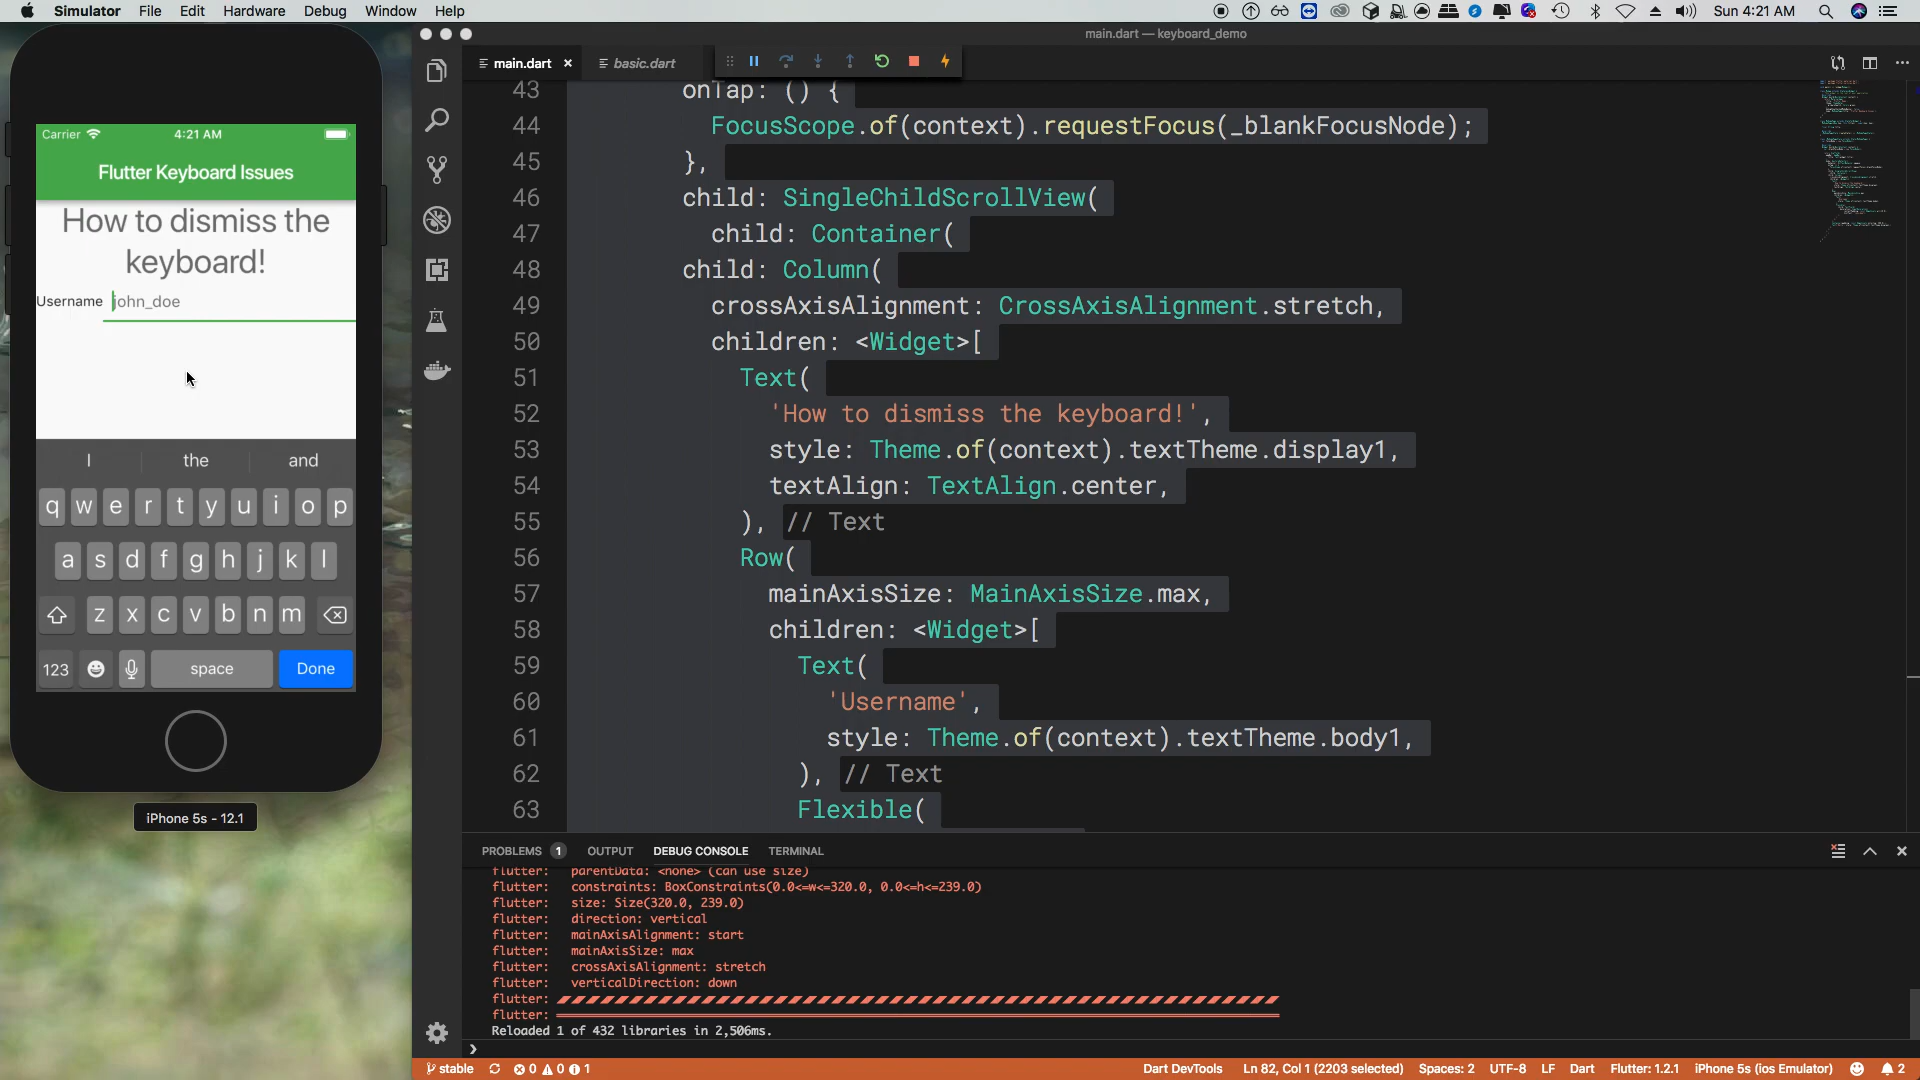 Simulator File Edit Hardware Debug Window Help
Sun 4:21 AM
main.dart — keyboard_demo
Carrier 4:21 AM
Flutter Keyboard Issues
How to dismiss the
keyboard!
Username john_doe
I the and
q w e r t y u i o p
a s d f g h j k l
z x c v b n m
123 space Done
iPhone 5s - 12.1
main.dart basic.dart
43 onTap: () {
44 FocusScope.of(context).requestFocus(_blankFocusNode);
45 },
46 child: SingleChildScrollView(
47 child: Container(
48 child: Column(
49 crossAxisAlignment: CrossAxisAlignment.stretch,
50 children: <Widget>[
51 Text(
52 'How to dismiss the keyboard!',
53 style: Theme.of(context).textTheme.display1,
54 textAlign: TextAlign.center,
55 ), // Text
56 Row(
57 mainAxisSize: MainAxisSize.max,
58 children: <Widget>[
59 Text(
60 'Username',
61 style: Theme.of(context).textTheme.body1,
62 ), // Text
63 Flexible(
PROBLEMS 1 OUTPUT DEBUG CONSOLE TERMINAL
flutter: parentData: <none> (can use size)
flutter: constraints: BoxConstraints(0.0<=w<=320.0, 0.0<=h<=239.0)
flutter: size: Size(320.0, 239.0)
flutter: direction: vertical
flutter: mainAxisAlignment: start
flutter: mainAxisSize: max
flutter: crossAxisAlignment: stretch
flutter: verticalDirection: down
flutter:
flutter:
Reloaded 1 of 432 libraries in 2,506ms.
stable 0 0 1 Dart DevTools Ln 82, Col 1 (2203 selected) Spaces: 2 UTF-8 LF Dart Flutter: 1.2.1 iPhone 5s (ios Emulator) 2